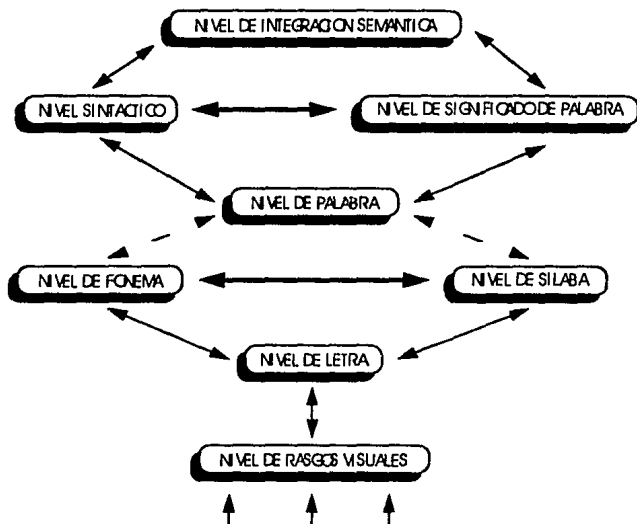 NIVEL DE INTEGRACION SEMÁNTICA
NIVEL SINTACTICO
NIVEL DE SIGNIFICADO DE PALABRA
NIVEL DE PALABRA
NIVEL DE FONEMA
NIVEL DE SILABA
NIVEL DE LETRA
NIVEL DE RASGOS VISUALES